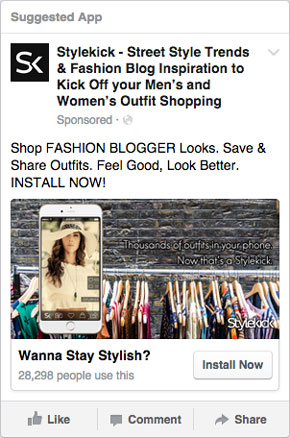 Suggested App
SK
Stylekick - Street Style Trends
& Fashion Blog Inspiration to
Kick Off your Men's and
Women's Outfit Shopping
Sponsored ·
Shop FASHION BLOGGER Looks. Save &
Share Outfits. Feel Good, Look Better.
INSTALL NOW!
Thousands of outfits in your phone.
Now that's a Stylekick.
Stylekick
Wanna Stay Stylish?
28,298 people use this
Install Now
Like Comment Share